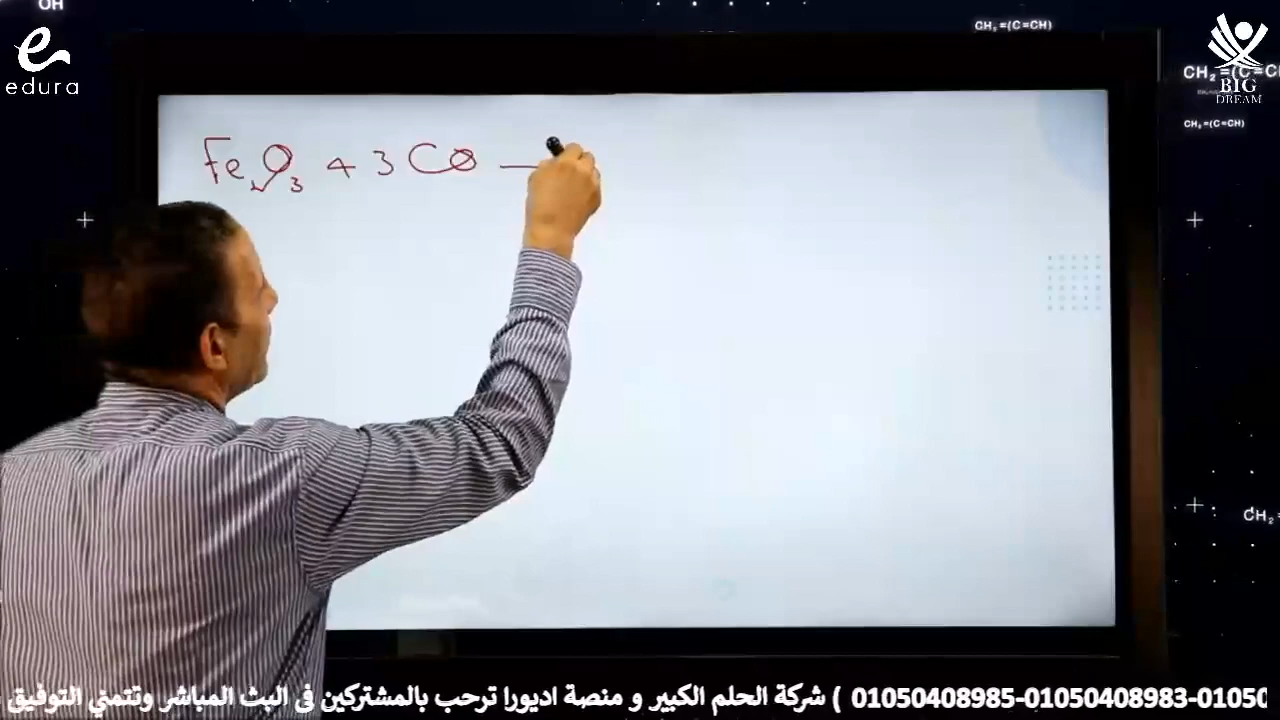 OH
CH₂=(C=CH)
edura
CH₂=(C=C
BIG
DREAM
CH₂=(C=CH)
Fe₂O₃ + 3CO —
CH₂=
شركة الحلم الكبير و منصة اديورا ترحب بالمشتركين فى البث المباشر وتتمني التوفيق ( 01050408985-01050408983-01050